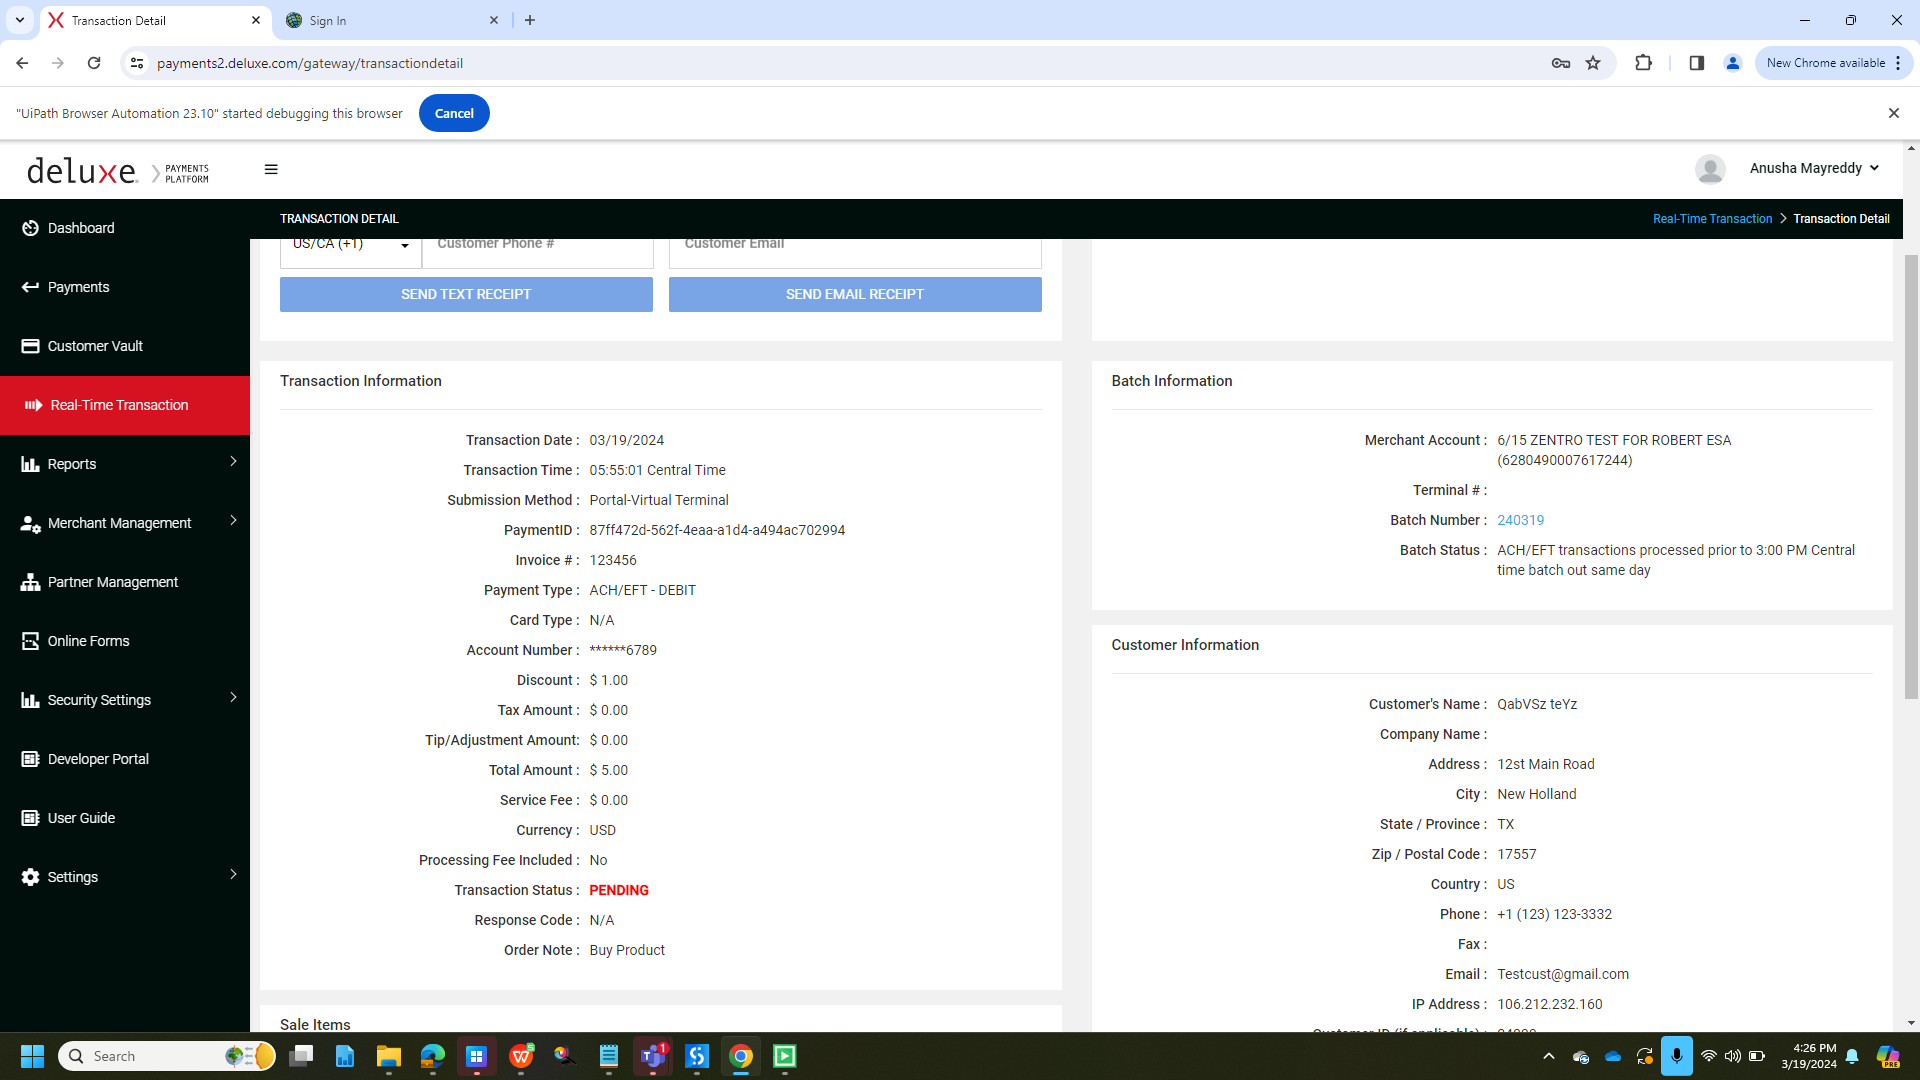 Transaction Detail
Sign In
payments2.deluxe.com/gateway/transactiondetail
New Chrome available
"UiPath Browser Automation 23.10" started debugging this browser
Cancel
deluxe. PAYMENTS PLATFORM
Anusha Mayreddy
Dashboard
Payments
Customer Vault
Real-Time Transaction
Reports
Merchant Management
Partner Management
Online Forms
Security Settings
Developer Portal
User Guide
Settings
TRANSACTION DETAIL
Real-Time Transaction > Transaction Detail
US/CA (+1)
Customer Phone #
Customer Email
SEND TEXT RECEIPT
SEND EMAIL RECEIPT
Transaction Information
Transaction Date : 03/19/2024
Transaction Time : 05:55:01 Central Time
Submission Method : Portal-Virtual Terminal
PaymentID : 87ff472d-562f-4eaa-a1d4-a494ac702994
Invoice # : 123456
Payment Type : ACH/EFT - DEBIT
Card Type : N/A
Account Number : ******6789
Discount : $ 1.00
Tax Amount : $ 0.00
Tip/Adjustment Amount: $ 0.00
Total Amount : $ 5.00
Service Fee : $ 0.00
Currency : USD
Processing Fee Included : No
Transaction Status : PENDING
Response Code : N/A
Order Note : Buy Product
Sale Items
Batch Information
Merchant Account : 6/15 ZENTRO TEST FOR ROBERT ESA
(6280490007617244)
Terminal # :
Batch Number : 240319
Batch Status : ACH/EFT transactions processed prior to 3:00 PM Central
time batch out same day
Customer Information
Customer's Name : QabVSz teYz
Company Name :
Address : 12st Main Road
City : New Holland
State / Province : TX
Zip / Postal Code : 17557
Country : US
Phone : +1 (123) 123-3332
Fax :
Email : Testcust@gmail.com
IP Address : 106.212.232.160
Search
4:26 PM
3/19/2024